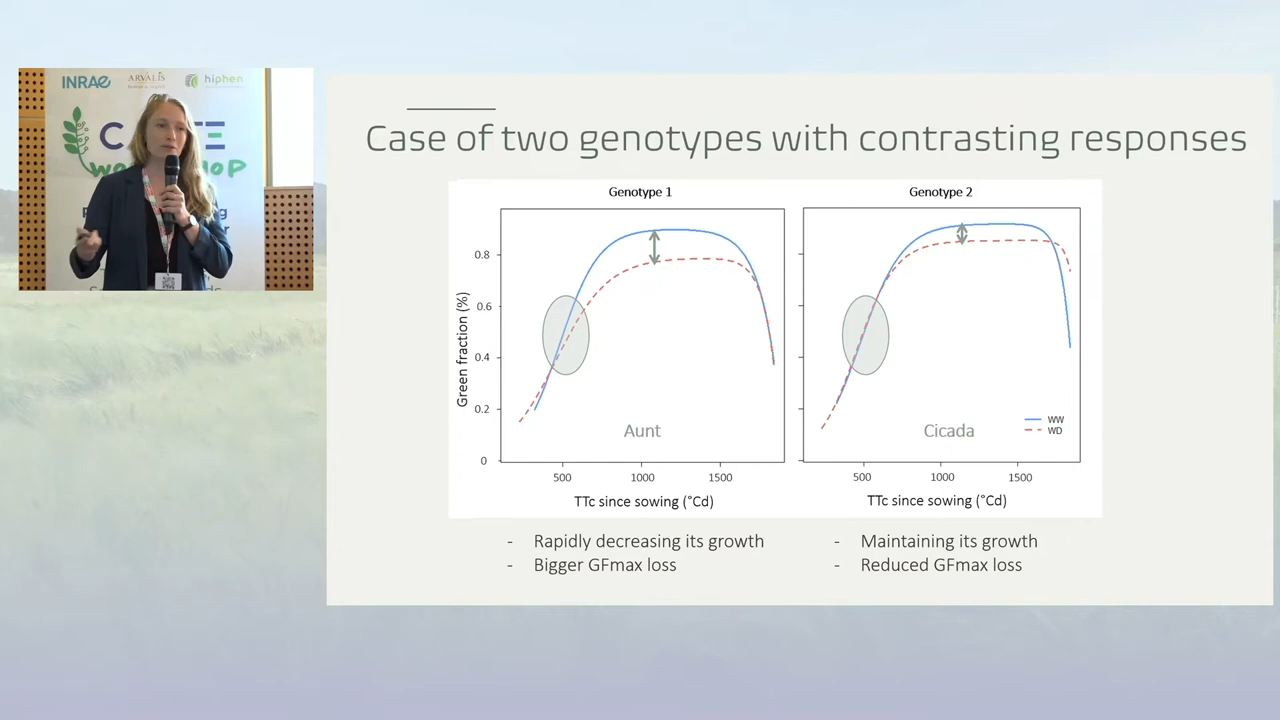 INRAE ARVALIS hiphen
Case of two genotypes with contrasting responses
Genotype 1
Genotype 2
Green fraction (%)
0.8
0.6
0.4
0.2
0
Aunt
Cicada
WW
WD
500 1000 1500
500 1000 1500
TTc since sowing (°Cd)
TTc since sowing (°Cd)
- Rapidly decreasing its growth
- Bigger GFmax loss
- Maintaining its growth
- Reduced GFmax loss